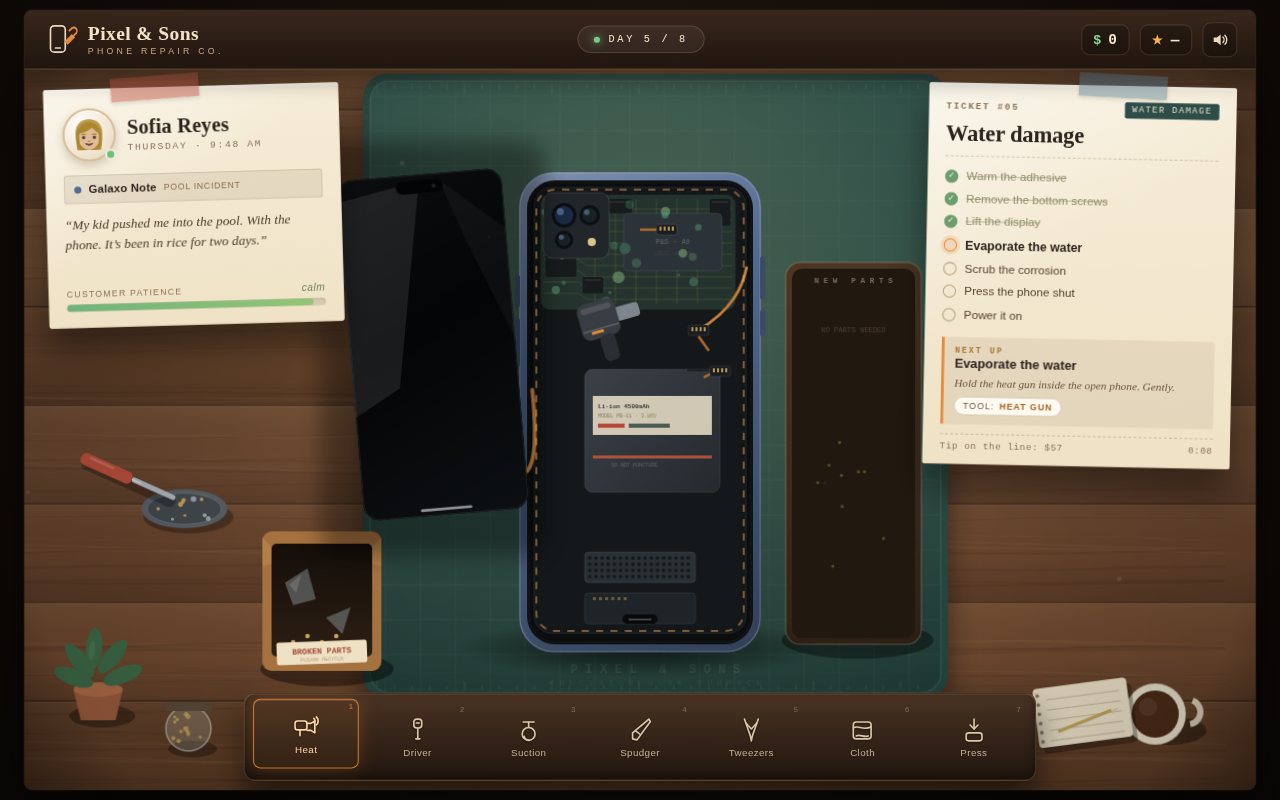 Pixel & Sons
PHONE REPAIR CO.
DAY 5 / 8
$ 0
★ —
Sofia Reyes
THURSDAY · 9:48 AM
Galaxo Note POOL INCIDENT
“My kid pushed me into the pool. With the
phone. It’s been in rice for two days.”
CUSTOMER PATIENCE calm
TICKET #05
WATER DAMAGE
Water damage
Warm the adhesive
Remove the bottom screws
Lift the display
Evaporate the water
Scrub the corrosion
Press the phone shut
Power it on
NEXT UP
Evaporate the water
Hold the heat gun inside the open phone. Gently.
TOOL: HEAT GUN
Tip on the line: $57 0:08
P&S · A9
Li-ion 4500mAh
DO NOT PUNCTURE
NEW PARTS
NO PARTS NEEDED
BROKEN PARTS
PLEASE RECYCLE
PIXEL & SONS
1
Heat
2
Driver
3
Suction
4
Spudger
5
Tweezers
6
Cloth
7
Press